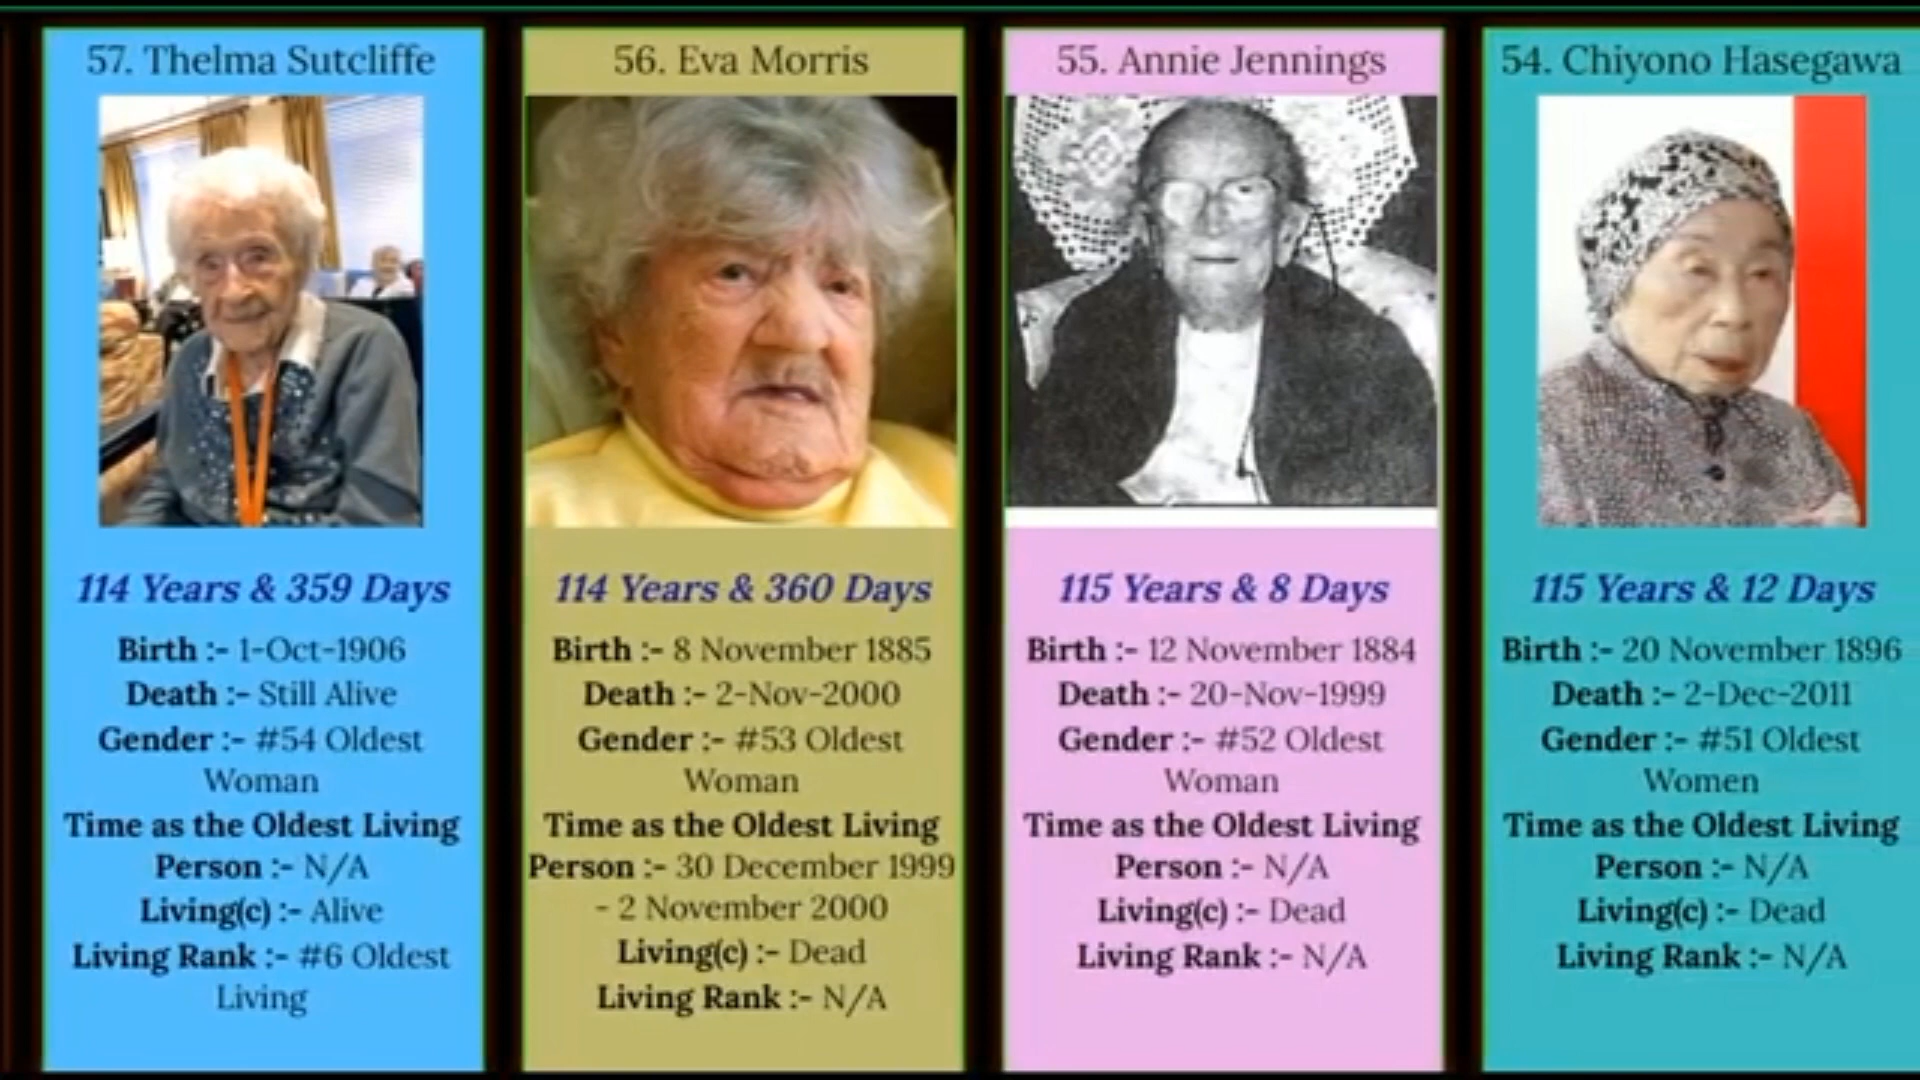 57. Thelma Sutcliffe
114 Years & 359 Days
Birth :- 1-Oct-1906
Death :- Still Alive
Gender :- #54 Oldest
Woman
Time as the Oldest Living
Person :- N/A
Living(c) :- Alive
Living Rank :- #6 Oldest
Living
56. Eva Morris
114 Years & 360 Days
Birth :- 8 November 1885
Death :- 2-Nov-2000
Gender :- #53 Oldest
Woman
Time as the Oldest Living
Person :- 30 December 1999
- 2 November 2000
Living(c) :- Dead
Living Rank :- N/A
55. Annie Jennings
115 Years & 8 Days
Birth :- 12 November 1884
Death :- 20-Nov-1999
Gender :- #52 Oldest
Woman
Time as the Oldest Living
Person :- N/A
Living(c) :- Dead
Living Rank :- N/A
54. Chiyono Hasegawa
115 Years & 12 Days
Birth :- 20 November 1896
Death :- 2-Dec-2011
Gender :- #51 Oldest
Women
Time as the Oldest Living
Person :- N/A
Living(c) :- Dead
Living Rank :- N/A